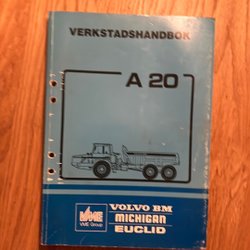 VERKSTADSHANDBOK
A 20
VME
VME Group
VOLVO BM
MICHIGAN
EUCLID